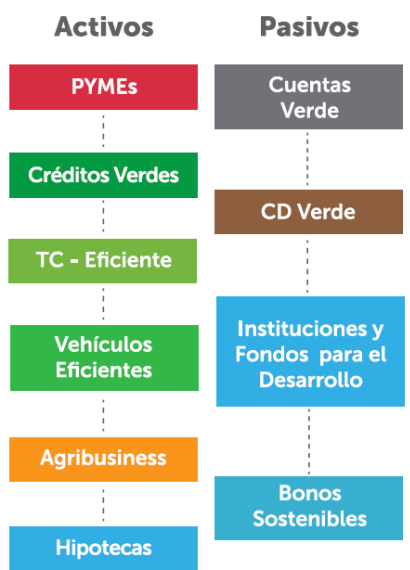 Activos
PYMEs
Créditos Verdes
TC - Eficiente
Vehículos
Eficientes
Agribusiness
Hipotecas
Pasivos
Cuentas
Verde
CD Verde
Instituciones y
Fondos para el
Desarrollo
Bonos
Sostenibles